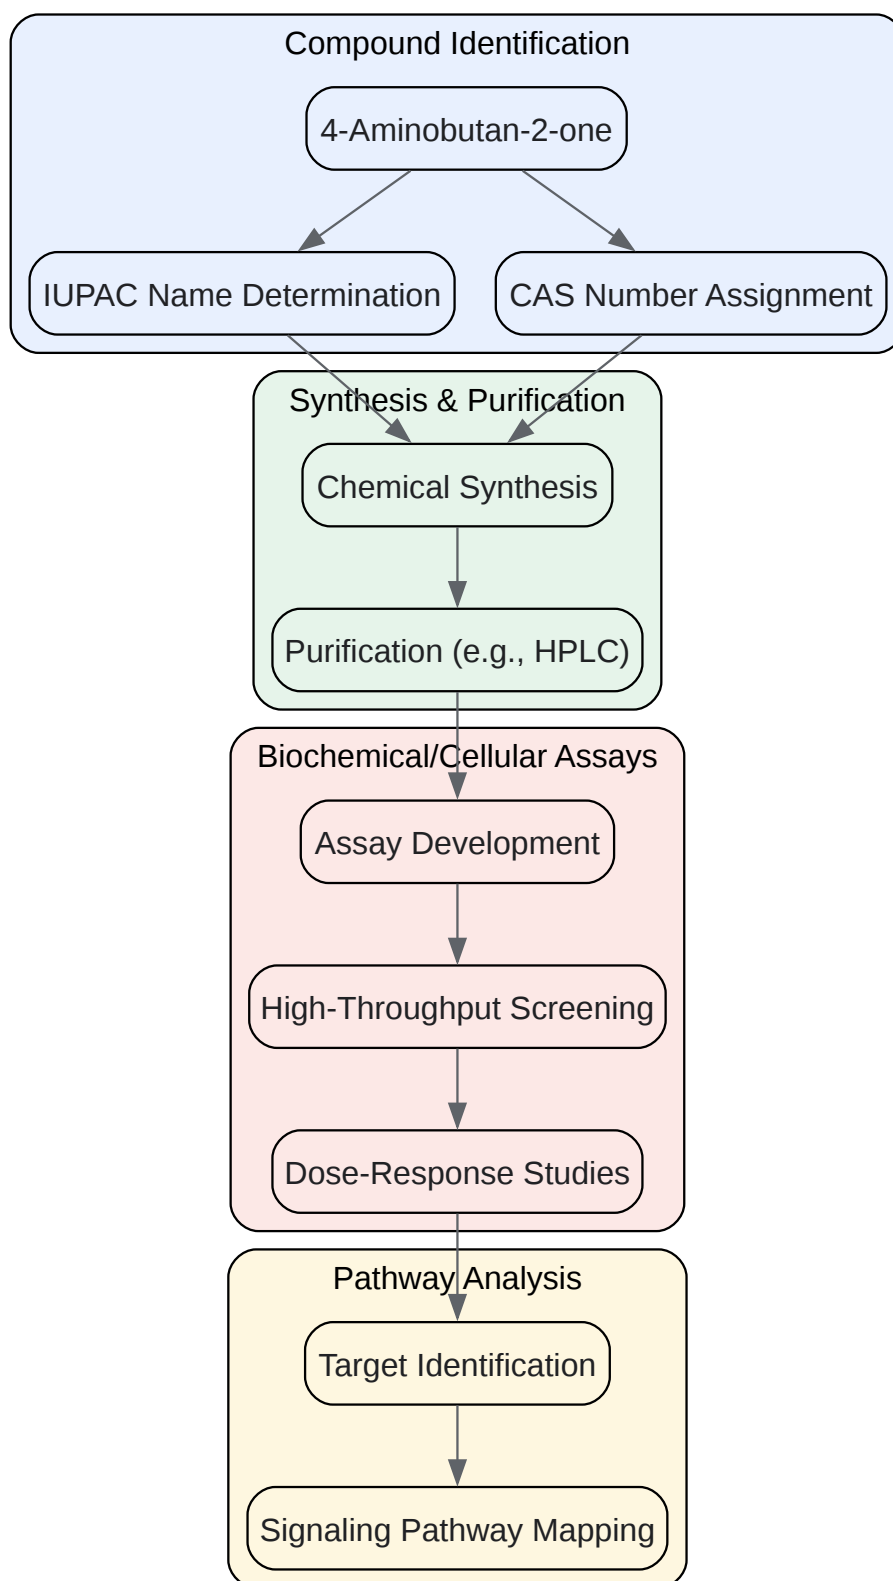 Compound Identification
4-Aminobutan-2-one
IUPAC Name Determination
CAS Number Assignment
Synthesis & Purification
Chemical Synthesis
Purification (e.g., HPLC)
Biochemical/Cellular Assays
Assay Development
High-Throughput Screening
Dose-Response Studies
Pathway Analysis
Target Identification
Signaling Pathway Mapping